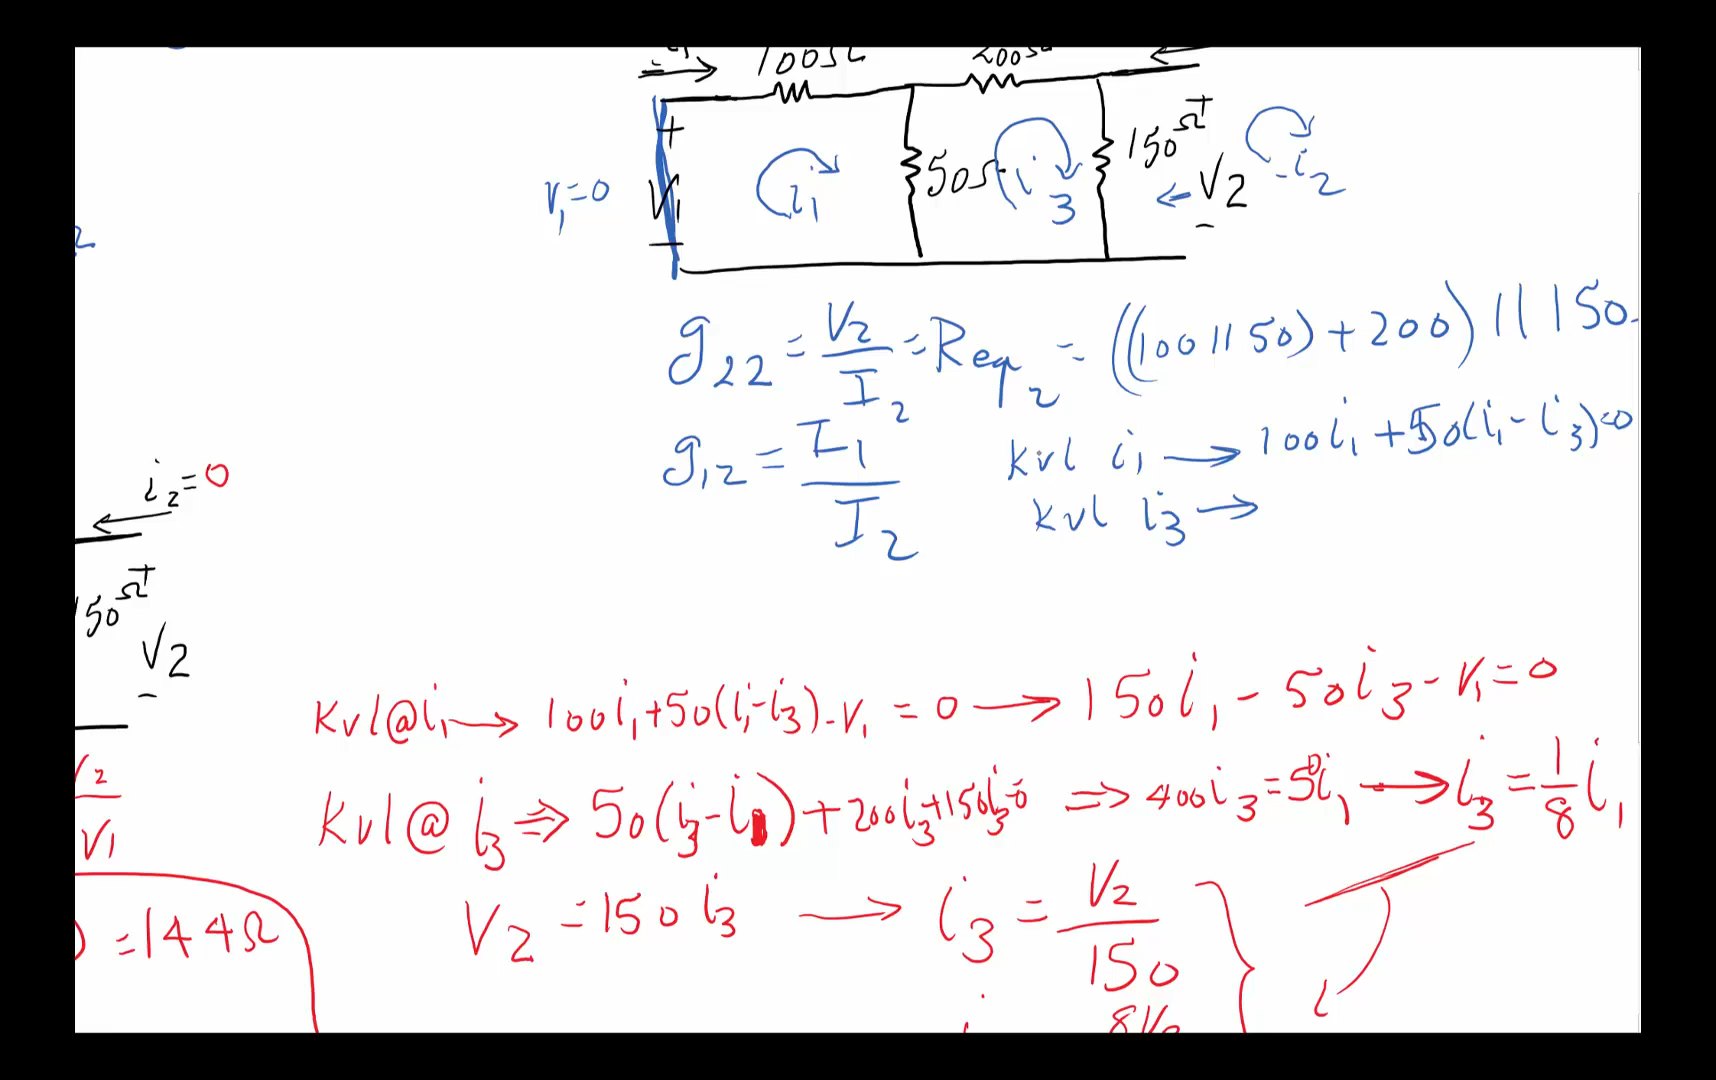 100Ω 200Ω
+ 50Ω 150Ω +
V₁=0 V₁ i₁ i₃ V2 -i₂
- -
g₂₂ = V₂/I₂ = Req₂ = ((100 || 50) + 200) || 150
g₁₂ = I₁/I₂ kvl i₁ → 100i₁ + 50(i₁ - i₃)=0
kvl i₃ →
i₂=0
150Ω +
V2
-
Kvl@i₁ → 100i₁+50(i₁-i₃)-V₁ = 0 → 150i₁ - 50i₃ - V₁ = 0
Kvl@ i₃ ⇒ 50(i₃-i₁)+200i₃+150i₃=0 ⇒ 400i₃=50i₁ → i₃ = 1/8 i₁
V₂/V₁
V₂ = 150i₃ → i₃ = V₂/150
) = 144Ω